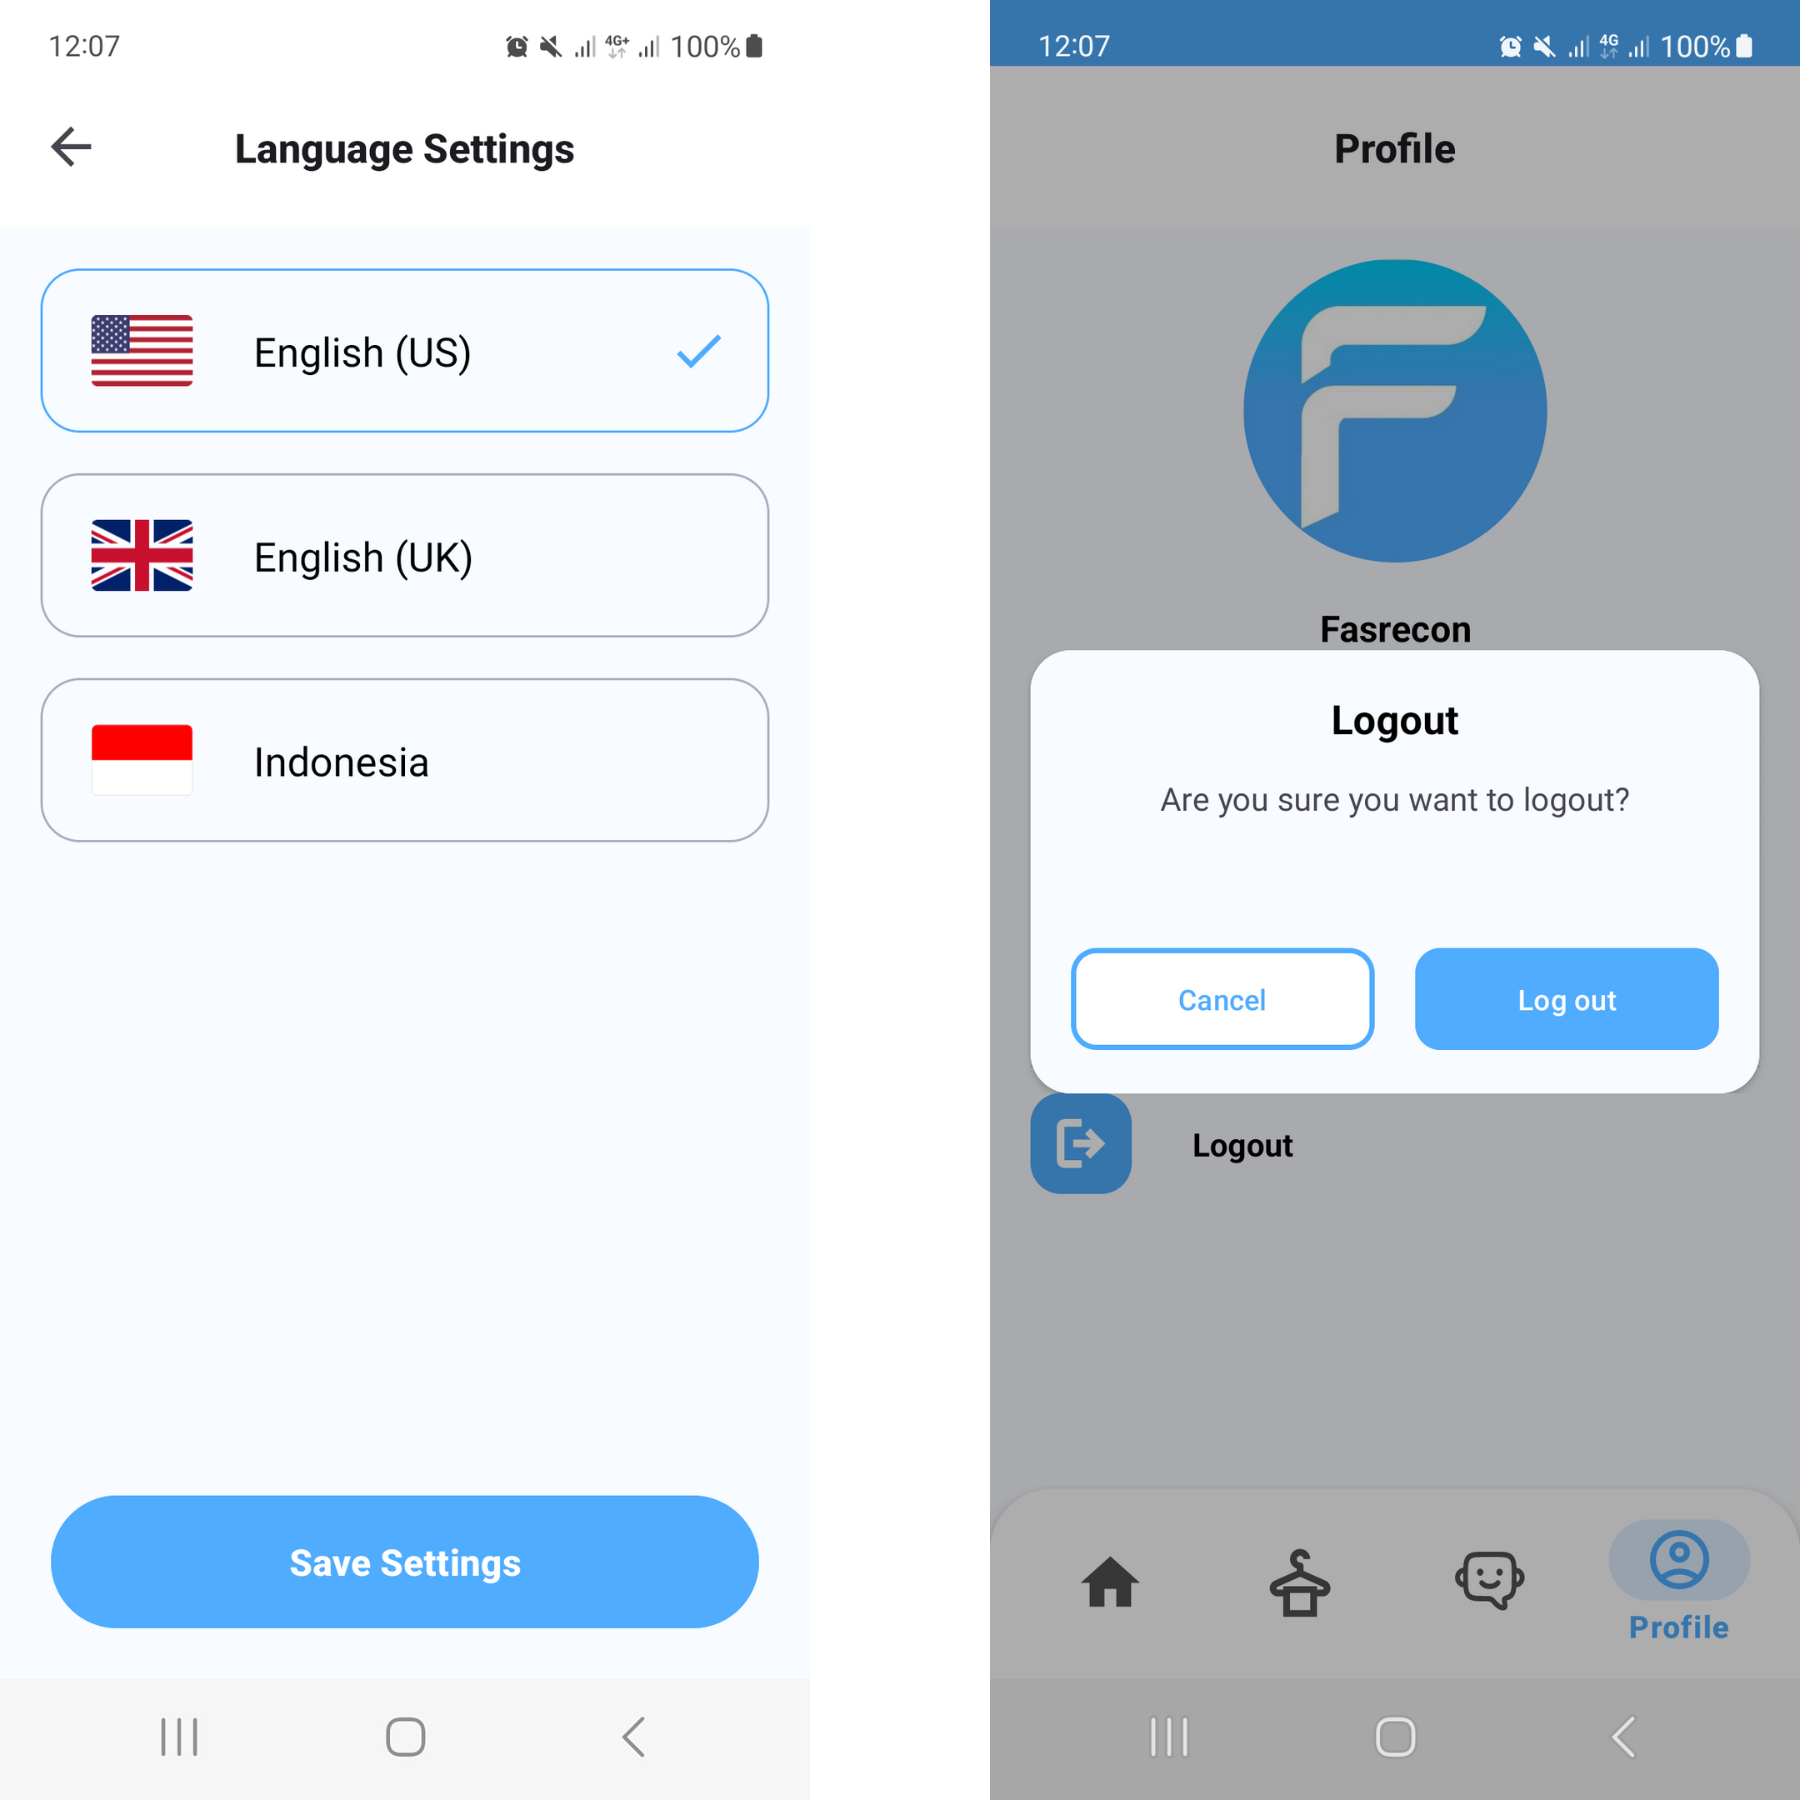 12:07
4G+
100%
Language Settings
English (US)
English (UK)
Indonesia
Save Settings
12:07
4G
100%
Profile
Fasrecon
Logout
Are you sure you want to logout?
Cancel
Log out
Logout
Profile